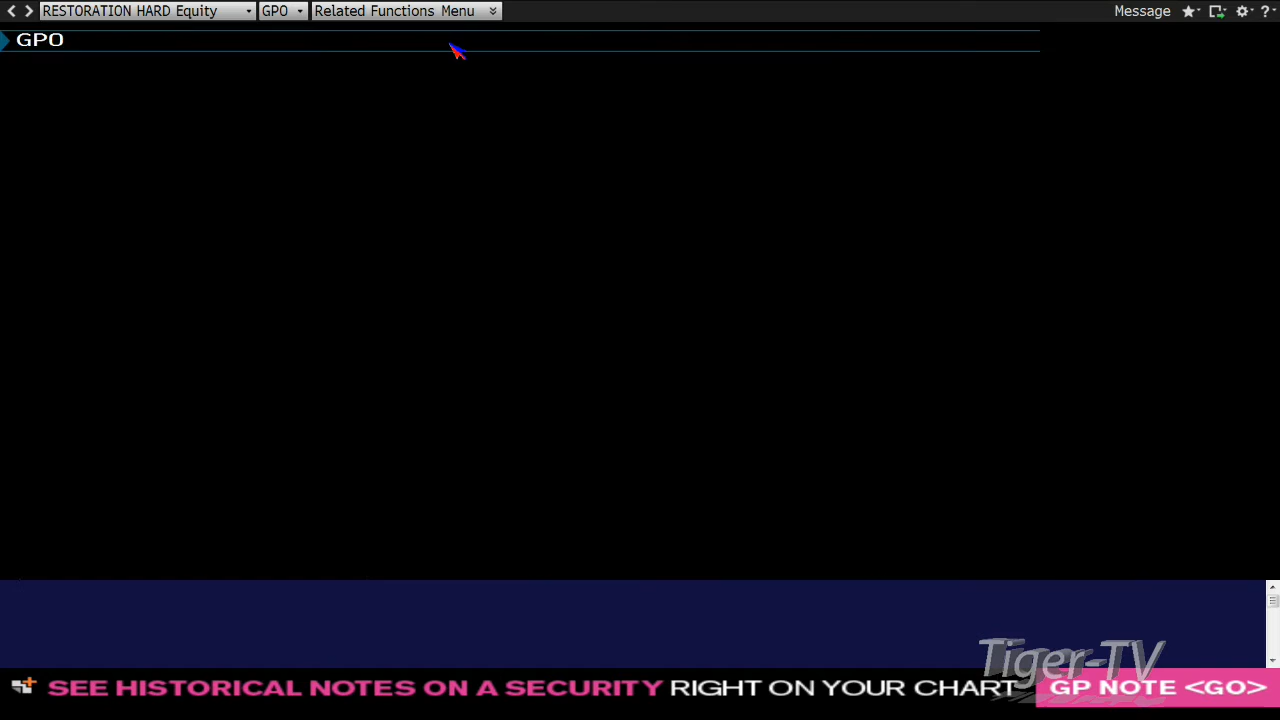 RESTORATION HARD Equity GPO Related Functions Menu Message ?
GPO
Tiger-TV
SEE HISTORICAL NOTES ON A SECURITY RIGHT ON YOUR CHART GP NOTE <GO>